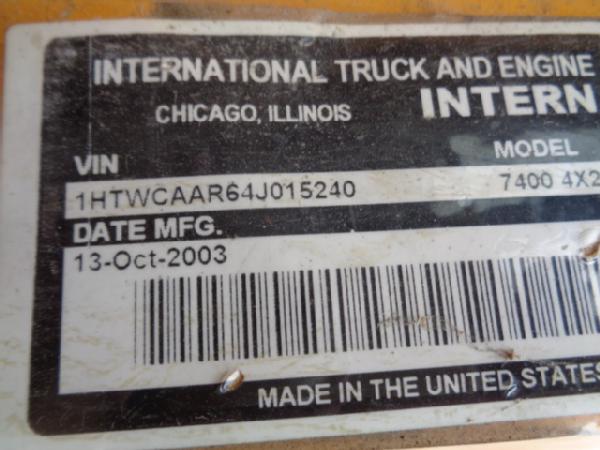 INTERNATIONAL TRUCK AND ENGINE
CHICAGO, ILLINOIS INTERN
VIN MODEL
1HTWCAAR64J015240 7400 4X2
DATE MFG.
13-Oct-2003
MADE IN THE UNITED STATES